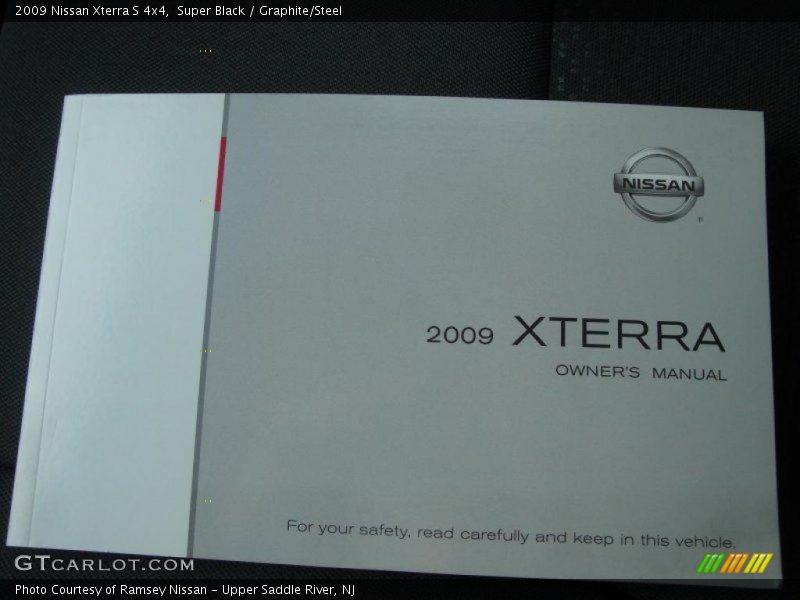 2009 Nissan Xterra S 4x4,  Super Black / Graphite/Steel
NISSAN
®
2009 XTERRA
OWNER'S MANUAL
For your safety, read carefully and keep in this vehicle.
GTCARLOT.COM
Photo Courtesy of Ramsey Nissan - Upper Saddle River, NJ